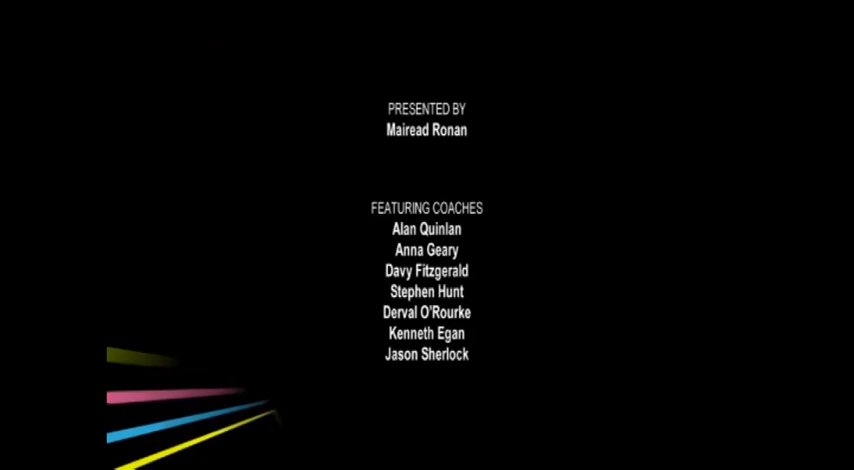 PRESENTED BY
Mairead Ronan
FEATURING COACHES
Alan Quinlan
Anna Geary
Davy Fitzgerald
Stephen Hunt
Derval O'Rourke
Kenneth Egan
Jason Sherlock